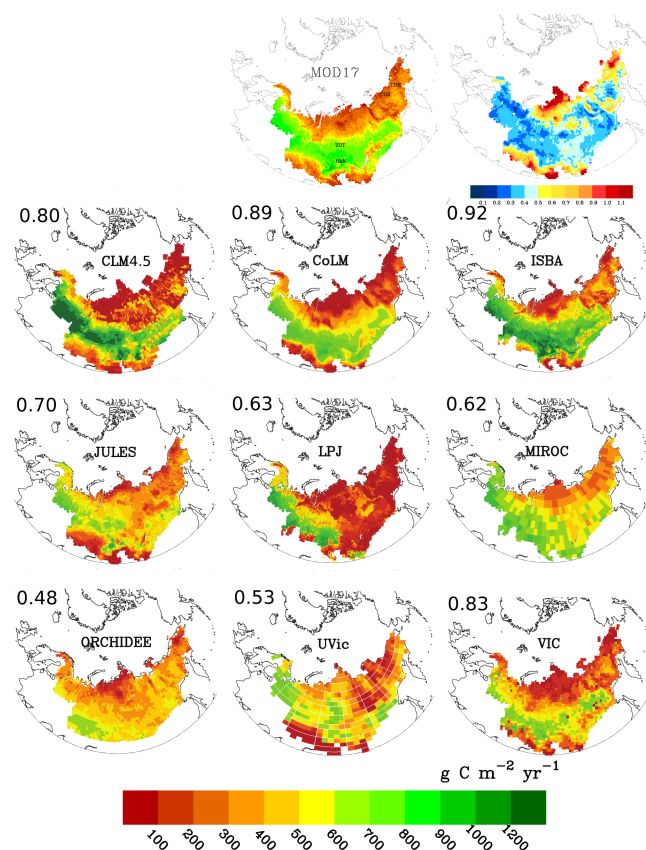 MOD17
ZOT
HAK
0.1 0.2 0.3 0.4 0.5 0.6 0.7 0.8 0.9 1.0 1.1
0.80 0.89 0.92
CLM4.5 CoLM ISBA
0.70 0.63 0.62
JULES LPJ MIROC
0.48 0.53 0.83
ORCHIDEE UVic VIC
g C m⁻² yr⁻¹
100 200 300 400 500 600 700 800 900 1000 1200